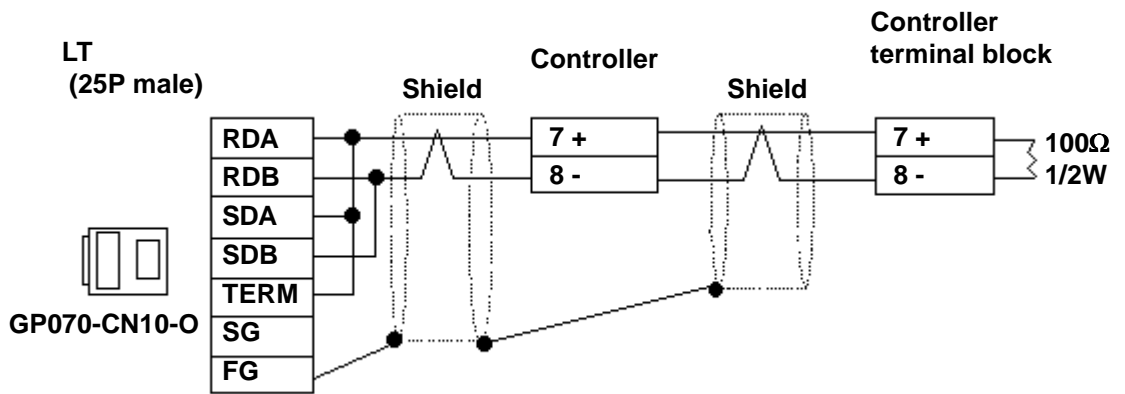 LT
(25P male)
Shield
Controller
Shield
Controller
terminal block
RDA
RDB
SDA
SDB
TERM
SG
FG
7 +
8 -
7 +
8 -
100Ω
1/2W
GP070-CN10-O